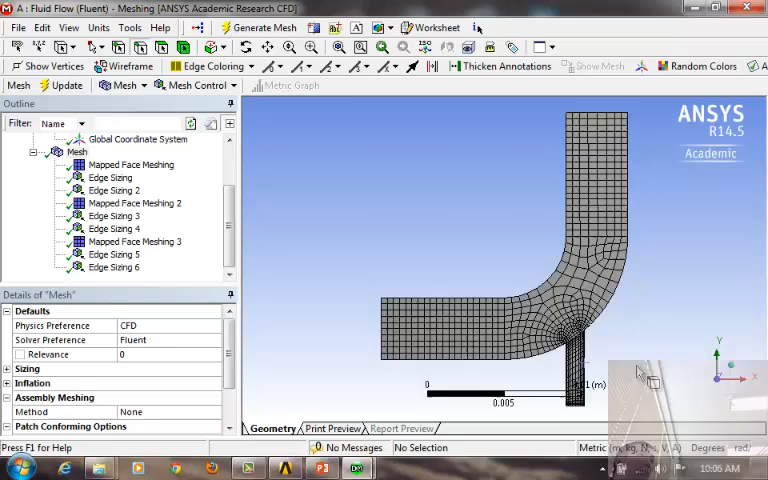 A : Fluid Flow (Fluent) - Meshing [ANSYS Academic Research CFD]
File Edit View Units Tools Help Generate Mesh Worksheet
Show Vertices Wireframe Edge Coloring Thicken Annotations Show Mesh Random Colors
Mesh Update Mesh Mesh Control Metric Graph
Outline
Filter: Name
Global Coordinate System
Mesh
Mapped Face Meshing
Edge Sizing
Edge Sizing 2
Mapped Face Meshing 2
Edge Sizing 3
Edge Sizing 4
Mapped Face Meshing 3
Edge Sizing 5
Edge Sizing 6
Details of "Mesh"
Defaults
Physics Preference CFD
Solver Preference Fluent
Relevance 0
Sizing
Inflation
Assembly Meshing
Method None
Patch Conforming Options
ANSYS
R14.5
Academic
Y
X
0
(m)
0.005
Geometry Print Preview Report Preview
Press F1 for Help No Messages No Selection Metric (m, kg, N, s, V, A) Degrees rad/
10:06 AM